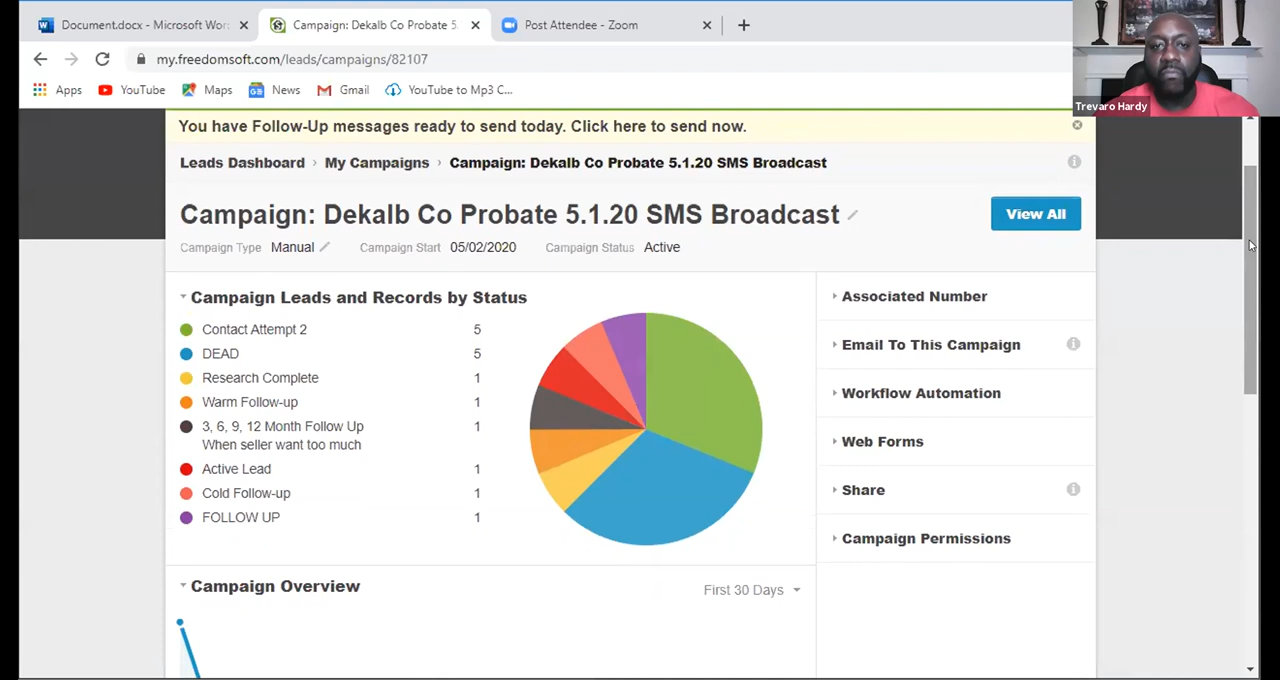 Document.docx - Microsoft Wor
Campaign: Dekalb Co Probate 5.
Post Attendee - Zoom
my.freedomsoft.com/leads/campaigns/82107
Apps
YouTube
Maps
News
Gmail
YouTube to Mp3 C...
Trevaro Hardy
You have Follow-Up messages ready to send today. Click here to send now.
Leads Dashboard › My Campaigns › Campaign: Dekalb Co Probate 5.1.20 SMS Broadcast
Campaign: Dekalb Co Probate 5.1.20 SMS Broadcast
View All
Campaign Type Manual Campaign Start 05/02/2020 Campaign Status Active
Campaign Leads and Records by Status
Contact Attempt 2 5
DEAD 5
Research Complete 1
Warm Follow-up 1
3, 6, 9, 12 Month Follow Up 1
When seller want too much
Active Lead 1
Cold Follow-up 1
FOLLOW UP 1
Associated Number
Email To This Campaign
Workflow Automation
Web Forms
Share
Campaign Permissions
Campaign Overview
First 30 Days